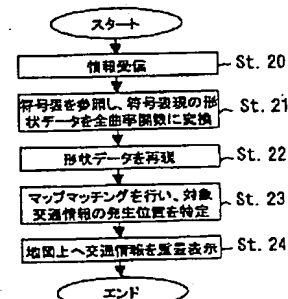 スタート
情報受信
St. 20
符号表を参照し、符号表現の形
状データを全曲率関数に変換
St. 21
形状データを再現
St. 22
マップマッチングを行い、対象
交通情報の発生位置を特定
St. 23
地図上へ交通情報を重畳表示
St. 24
エンド